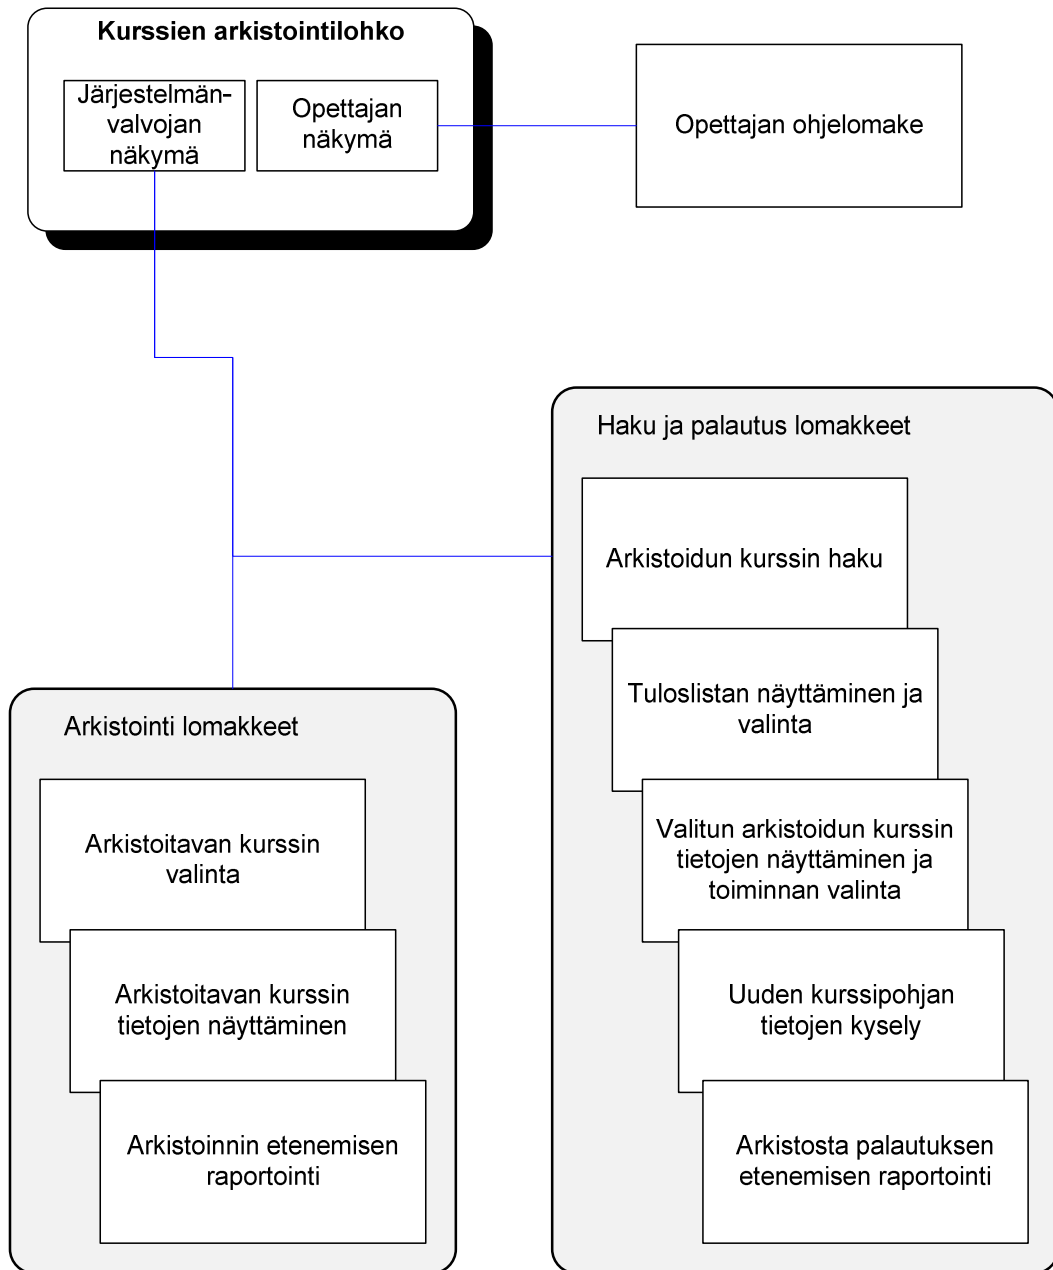 Kurssien arkistointilohko
Järjestelmän-
valvojan
näkymä
Opettajan
näkymä
Opettajan ohjelomake
Haku ja palautus lomakkeet
Arkistoidun kurssin haku
Tuloslistan näyttäminen ja
valinta
Valitun arkistoidun kurssin
tietojen näyttäminen ja
toiminnan valinta
Uuden kurssipohjan
tietojen kysely
Arkistosta palautuksen
etenemisen raportointi
Arkistointi lomakkeet
Arkistoitavan kurssin
valinta
Arkistoitavan kurssin
tietojen näyttäminen
Arkistoinnin etenemisen
raportointi